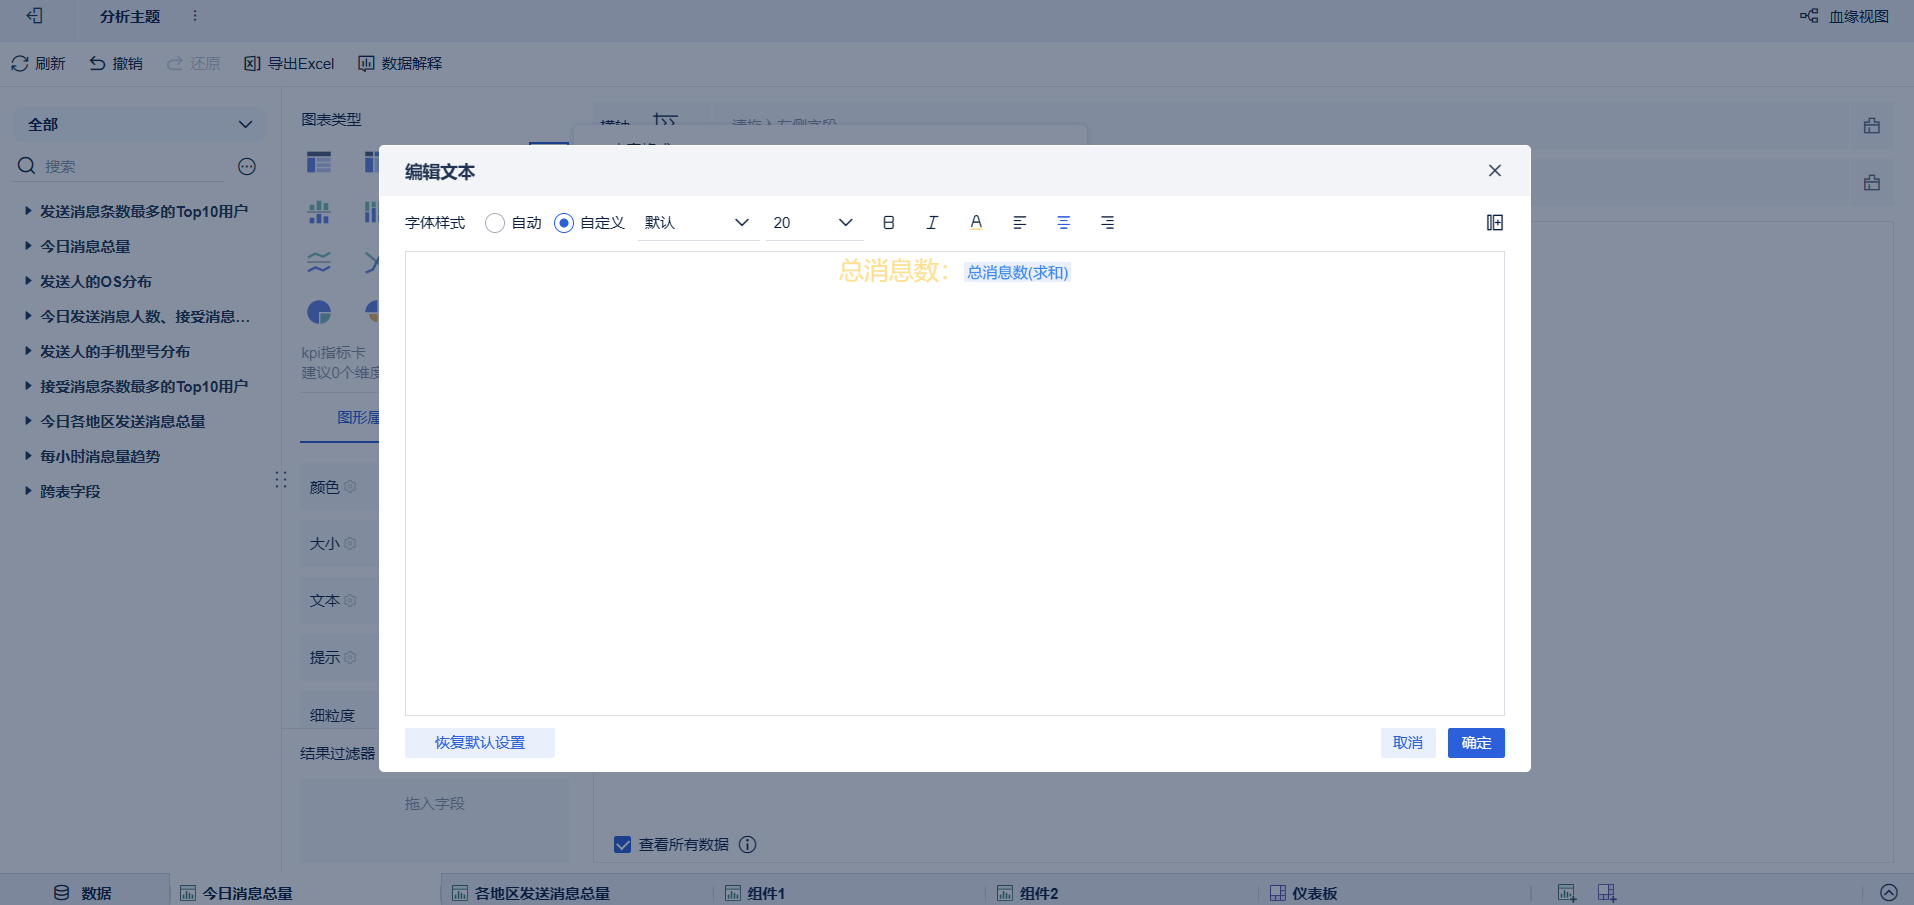 分析主题
血缘视图
刷新 撤销 还原 导出Excel 数据解释
全部
搜索
发送消息条数最多的Top10用户
今日消息总量
发送人的OS分布
今日发送消息人数、接受消息...
发送人的手机型号分布
接受消息条数最多的Top10用户
今日各地区发送消息总量
每小时消息量趋势
跨表字段
图表类型
kpi指标卡
建议0个维度
图形属
颜色
大小
文本
提示
细粒度
结果过滤器
拖入字段
编辑文本
字体样式 自动 自定义 默认 20
总消息数： 总消息数(求和)
恢复默认设置
取消 确定
查看所有数据
数据 今日消息总量 各地区发送消息总量 组件1 组件2 仪表板